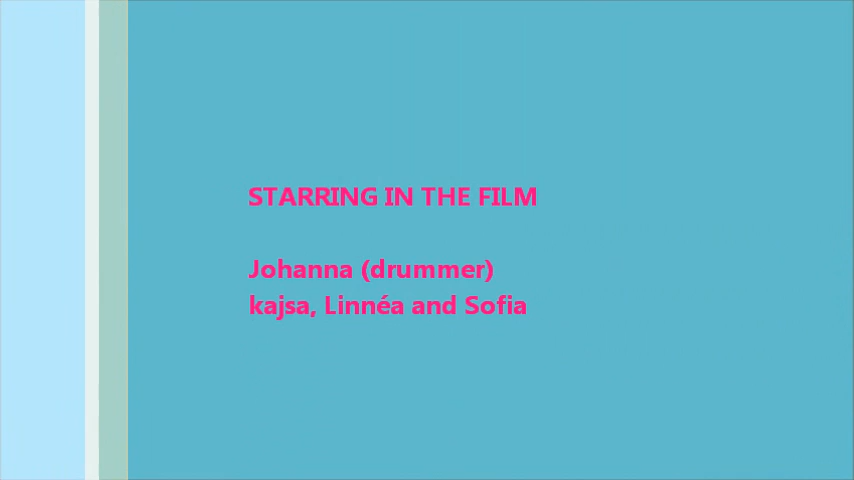 STARRING IN THE FILM
Johanna (drummer)
kajsa, Linnéa and Sofia